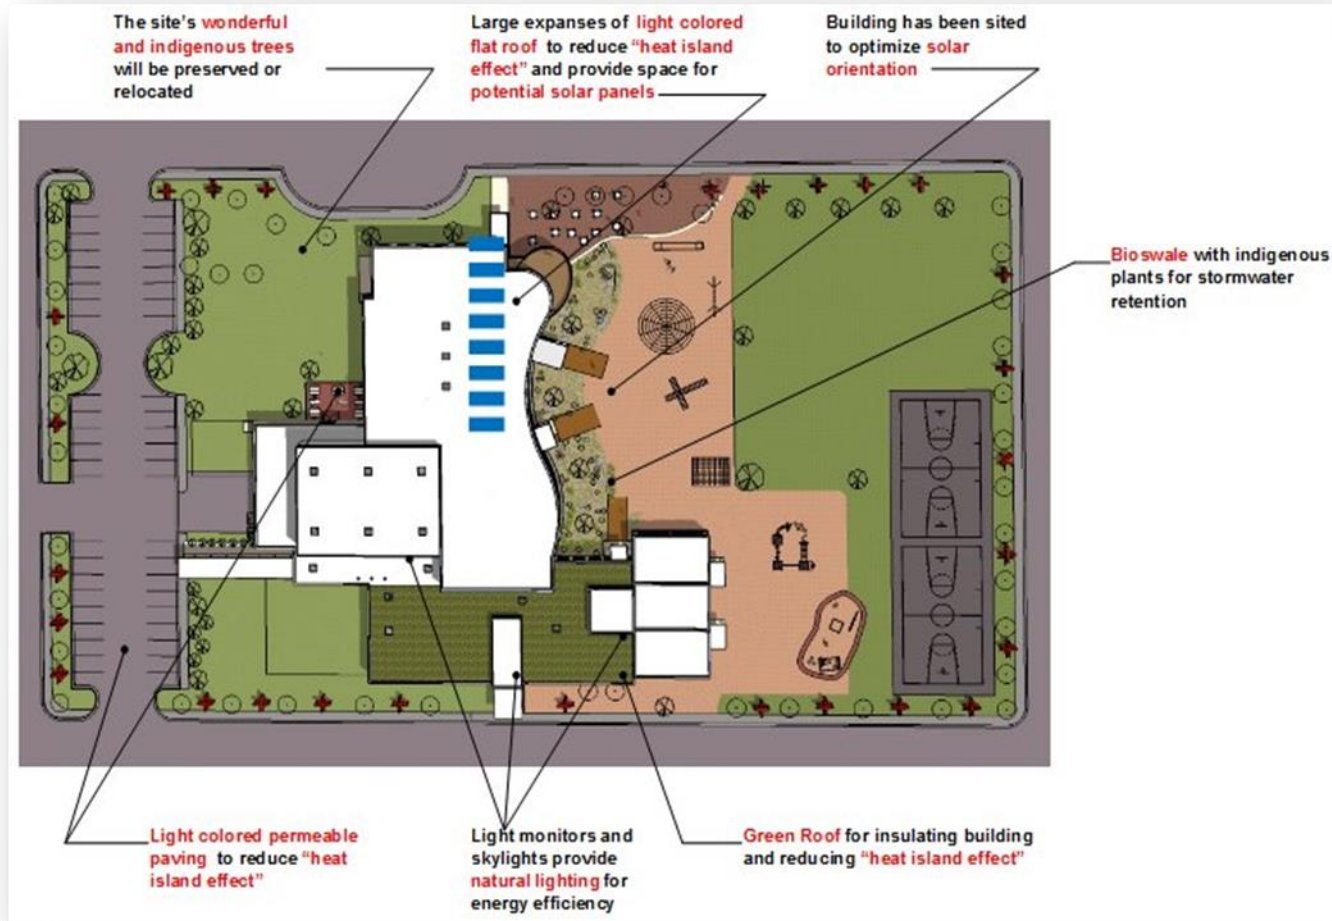 The site's wonderful
and indigenous trees
will be preserved or
relocated
Large expanses of light colored
flat roof to reduce "heat island
effect" and provide space for
potential solar panels
Building has been sited
to optimize solar
orientation
Bioswale with indigenous
plants for stormwater
retention
Light colored permeable
paving to reduce "heat
island effect"
Light monitors and
skylights provide
natural lighting for
energy efficiency
Green Roof for insulating building
and reducing "heat island effect"